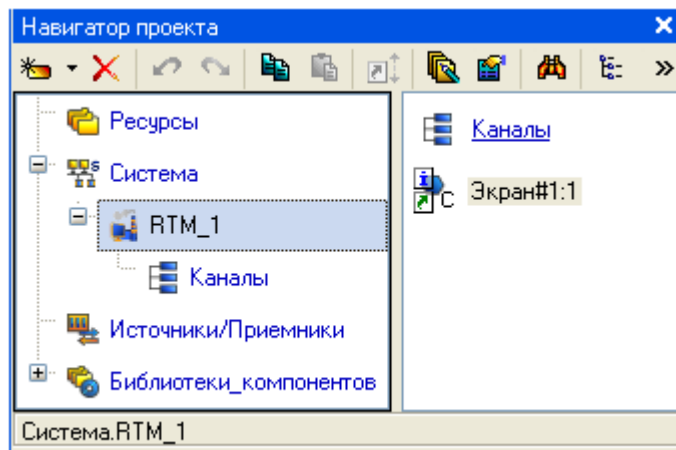 Навигатор проекта
Ресурсы
Система
RTM_1
Каналы
Источники/Приемники
Библиотеки_компонентов
Каналы
Экран#1:1
Система.RTM_1